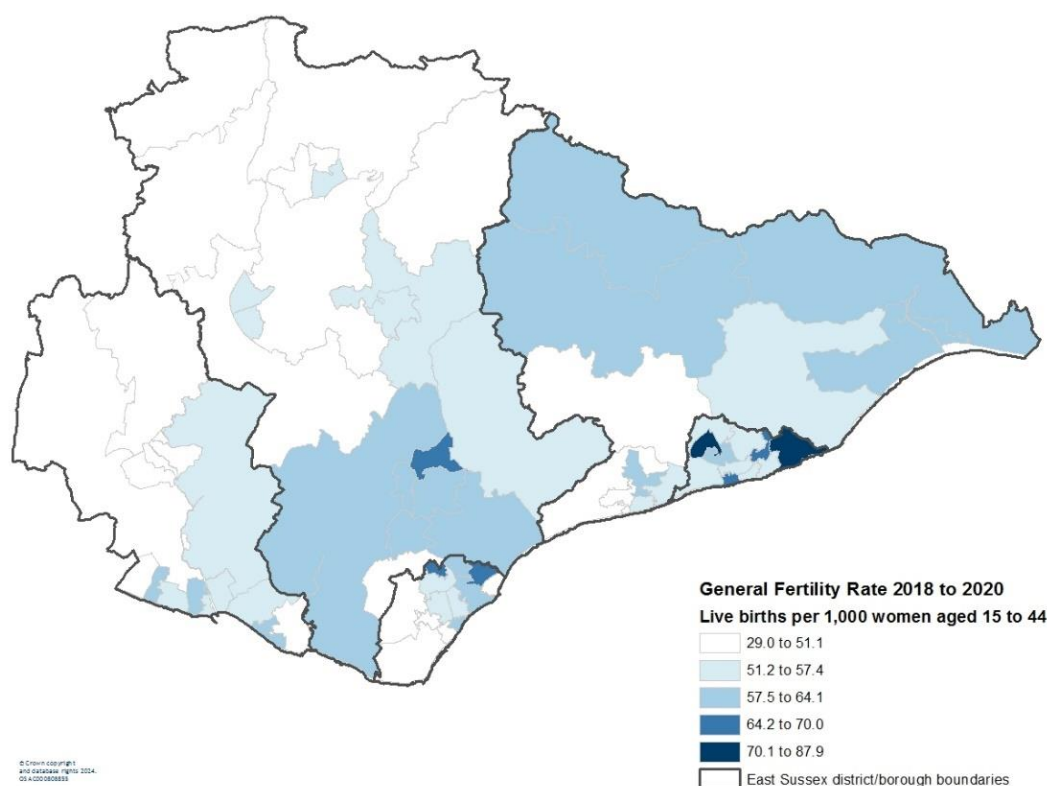 General Fertility Rate 2018 to 2020
Live births per 1,000 women aged 15 to 44
29.0 to 51.1
51.2 to 57.4
57.5 to 64.1
64.2 to 70.0
70.1 to 87.9
East Sussex district/borough boundaries
© Crown copyright
and database rights 2024.